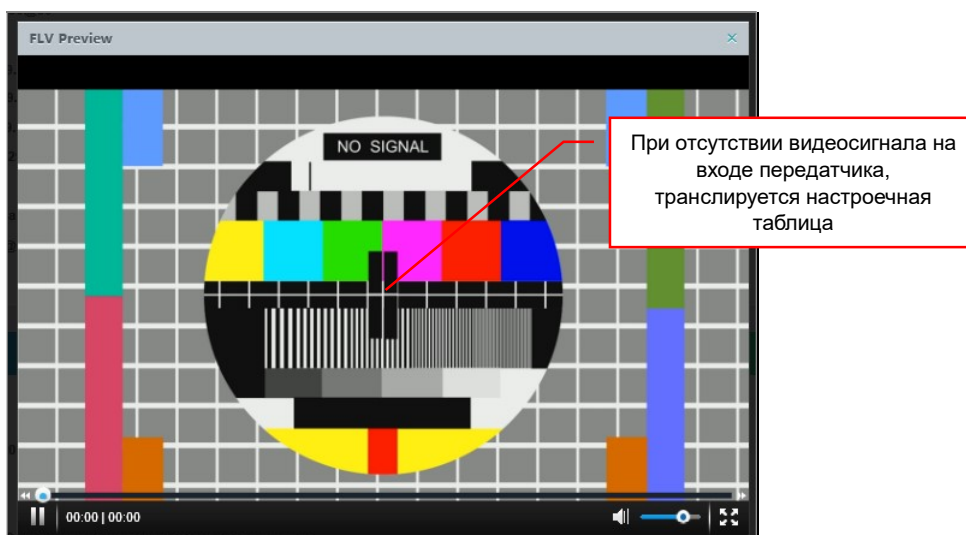 FLV Preview
NO SIGNAL
При отсутствии видеосигнала на
входе передатчика,
транслируется настроечная
таблица
00:00 | 00:00